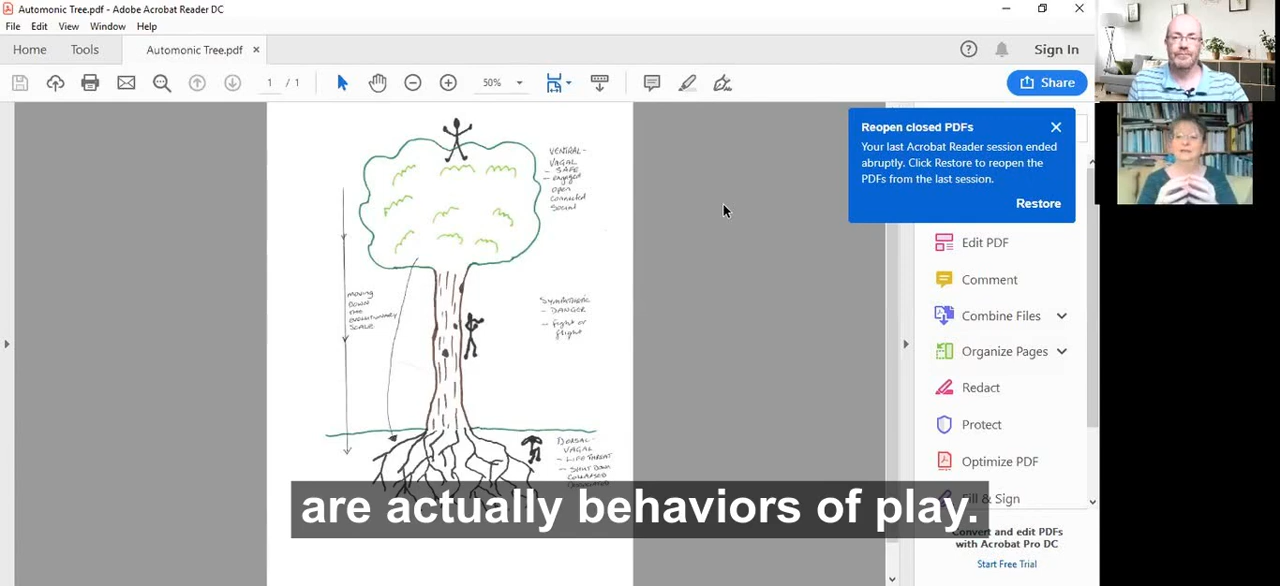 Automonic Tree.pdf - Adobe Acrobat Reader DC
File Edit View Window Help
Home Tools Automonic Tree.pdf × Sign In
1 / 1 50% Share
Reopen closed PDFs
Your last Acrobat Reader session ended
abruptly. Click Restore to reopen the
PDFs from the last session.
Restore
VENTRAL-
VAGAL
- SAFE
- engaged
open
connected
social
MOVING
DOWN
THE
EVOLUTIONARY
SCALE
SYMPATHETIC
- DANGER
- fight or
flight
DORSAL-
VAGAL
- LIFE THREAT
- SHUT DOWN
COLLAPSED
Edit PDF
Comment
Combine Files
Organize Pages
Redact
Protect
Optimize PDF
Fill & Sign
Convert and edit PDFs
with Acrobat Pro DC
Start Free Trial
are actually behaviors of play.